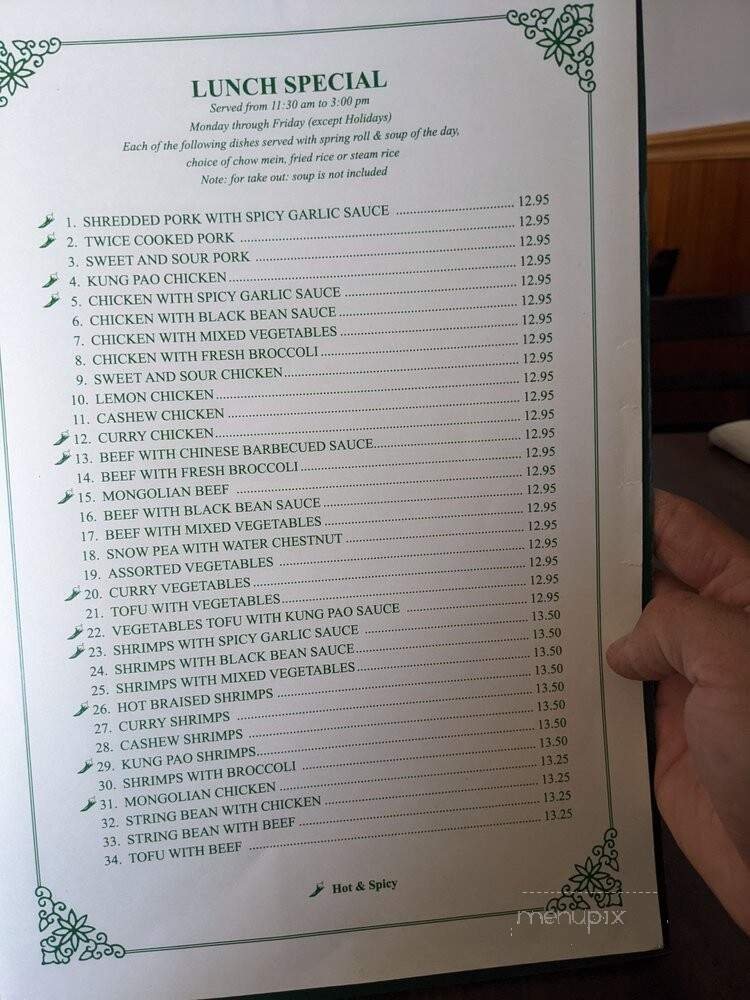 LUNCH SPECIAL
Served from 11:30 am to 3:00 pm
Monday through Friday (except Holidays)
Each of the following dishes served with spring roll & soup of the day,
choice of chow mein, fried rice or steam rice
Note: for take out: soup is not included
1. SHREDDED PORK WITH SPICY GARLIC SAUCE 12.95
2. TWICE COOKED PORK 12.95
3. SWEET AND SOUR PORK 12.95
4. KUNG PAO CHICKEN 12.95
5. CHICKEN WITH SPICY GARLIC SAUCE 12.95
6. CHICKEN WITH BLACK BEAN SAUCE 12.95
7. CHICKEN WITH MIXED VEGETABLES 12.95
8. CHICKEN WITH FRESH BROCCOLI 12.95
9. SWEET AND SOUR CHICKEN 12.95
10. LEMON CHICKEN 12.95
11. CASHEW CHICKEN 12.95
12. CURRY CHICKEN 12.95
13. BEEF WITH CHINESE BARBECUED SAUCE 12.95
14. BEEF WITH FRESH BROCCOLI 12.95
15. MONGOLIAN BEEF 12.95
16. BEEF WITH BLACK BEAN SAUCE 12.95
17. BEEF WITH MIXED VEGETABLES 12.95
18. SNOW PEA WITH WATER CHESTNUT 12.95
19. ASSORTED VEGETABLES 12.95
20. CURRY VEGETABLES 12.95
21. TOFU WITH VEGETABLES 12.95
22. VEGETABLES TOFU WITH KUNG PAO SAUCE 12.95
23. SHRIMPS WITH SPICY GARLIC SAUCE 13.50
24. SHRIMPS WITH BLACK BEAN SAUCE 13.50
25. SHRIMPS WITH MIXED VEGETABLES 13.50
26. HOT BRAISED SHRIMPS 13.50
27. CURRY SHRIMPS 13.50
28. CASHEW SHRIMPS 13.50
29. KUNG PAO SHRIMPS 13.50
30. SHRIMPS WITH BROCCOLI 13.50
31. MONGOLIAN CHICKEN 13.25
32. STRING BEAN WITH CHICKEN 13.25
33. STRING BEAN WITH BEEF 13.25
34. TOFU WITH BEEF 13.25
Hot & Spicy
menupix